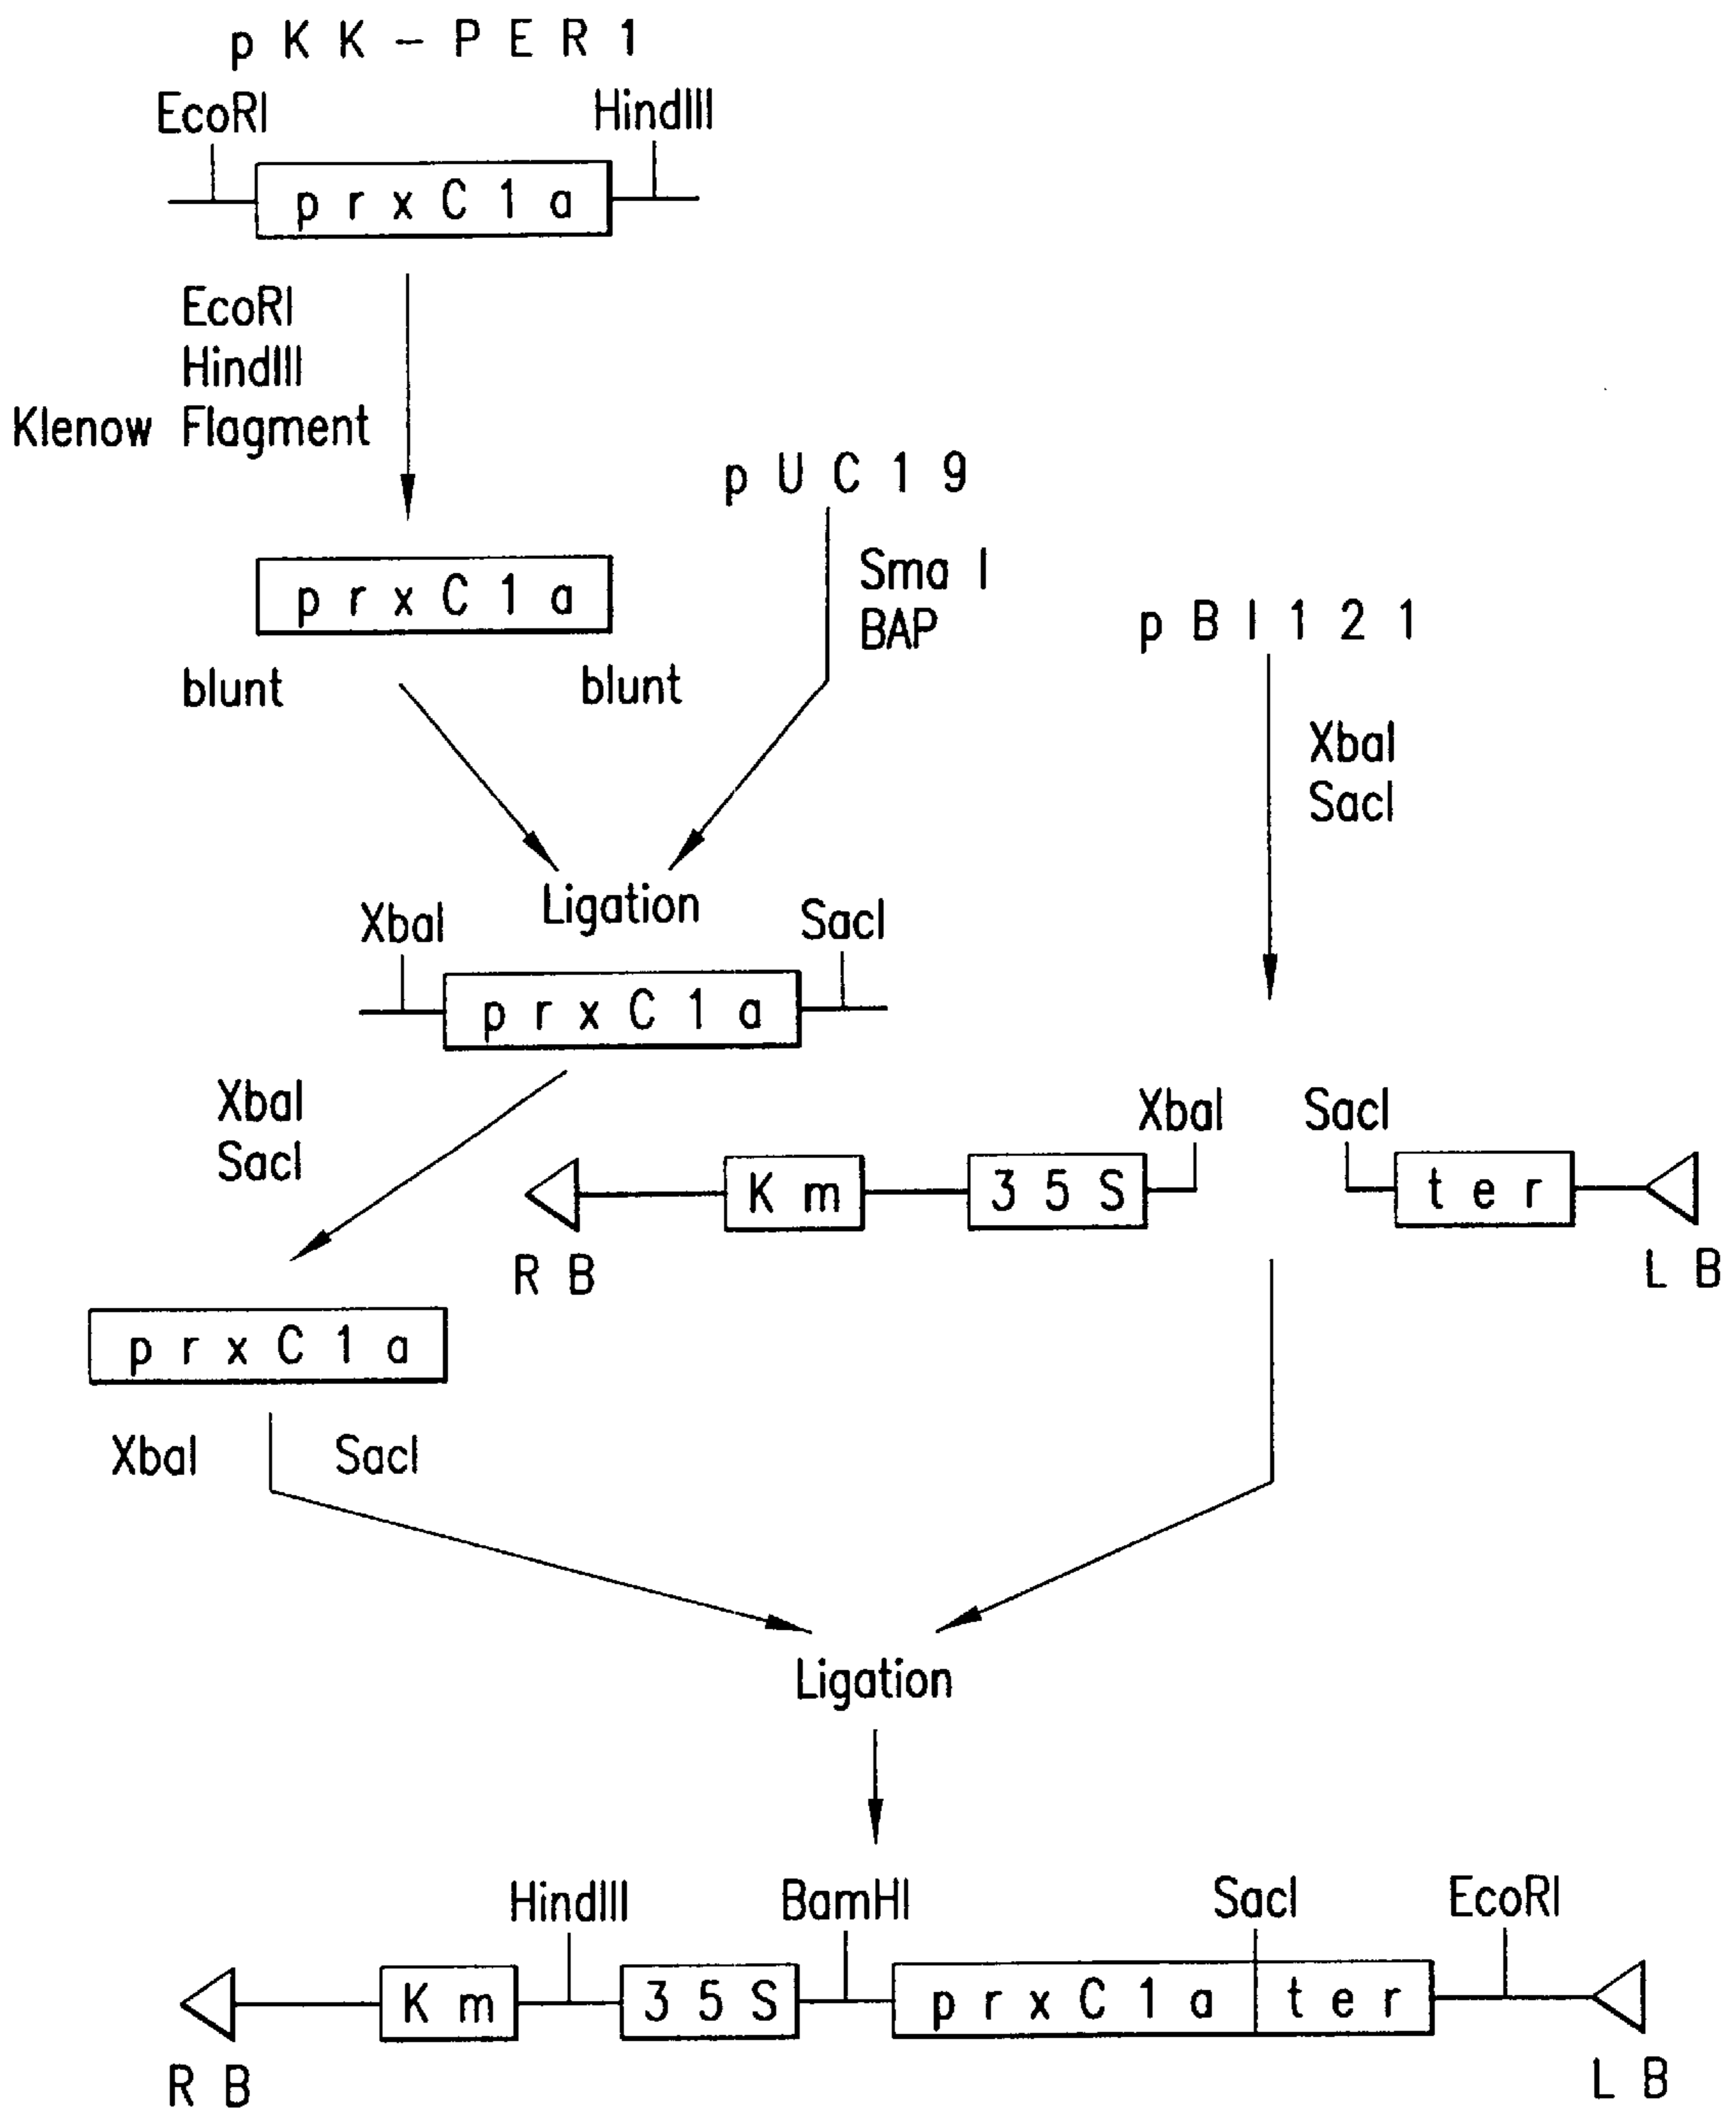 pKK-PER1
EcoRI HindIII
prxC1a
EcoRI
HindIII
Klenow Flagment
pUC19
Sma I
BAP
prxC1a
blunt blunt
pBI121
XbaI
SacI
Ligation
XbaI SacI
prxC1a
XbaI
SacI
XbaI SacI
Km 35S ter
RB LB
prxC1a
XbaI SacI
Ligation
HindIII BamHI SacI EcoRI
Km 35S prxC1a ter
RB LB